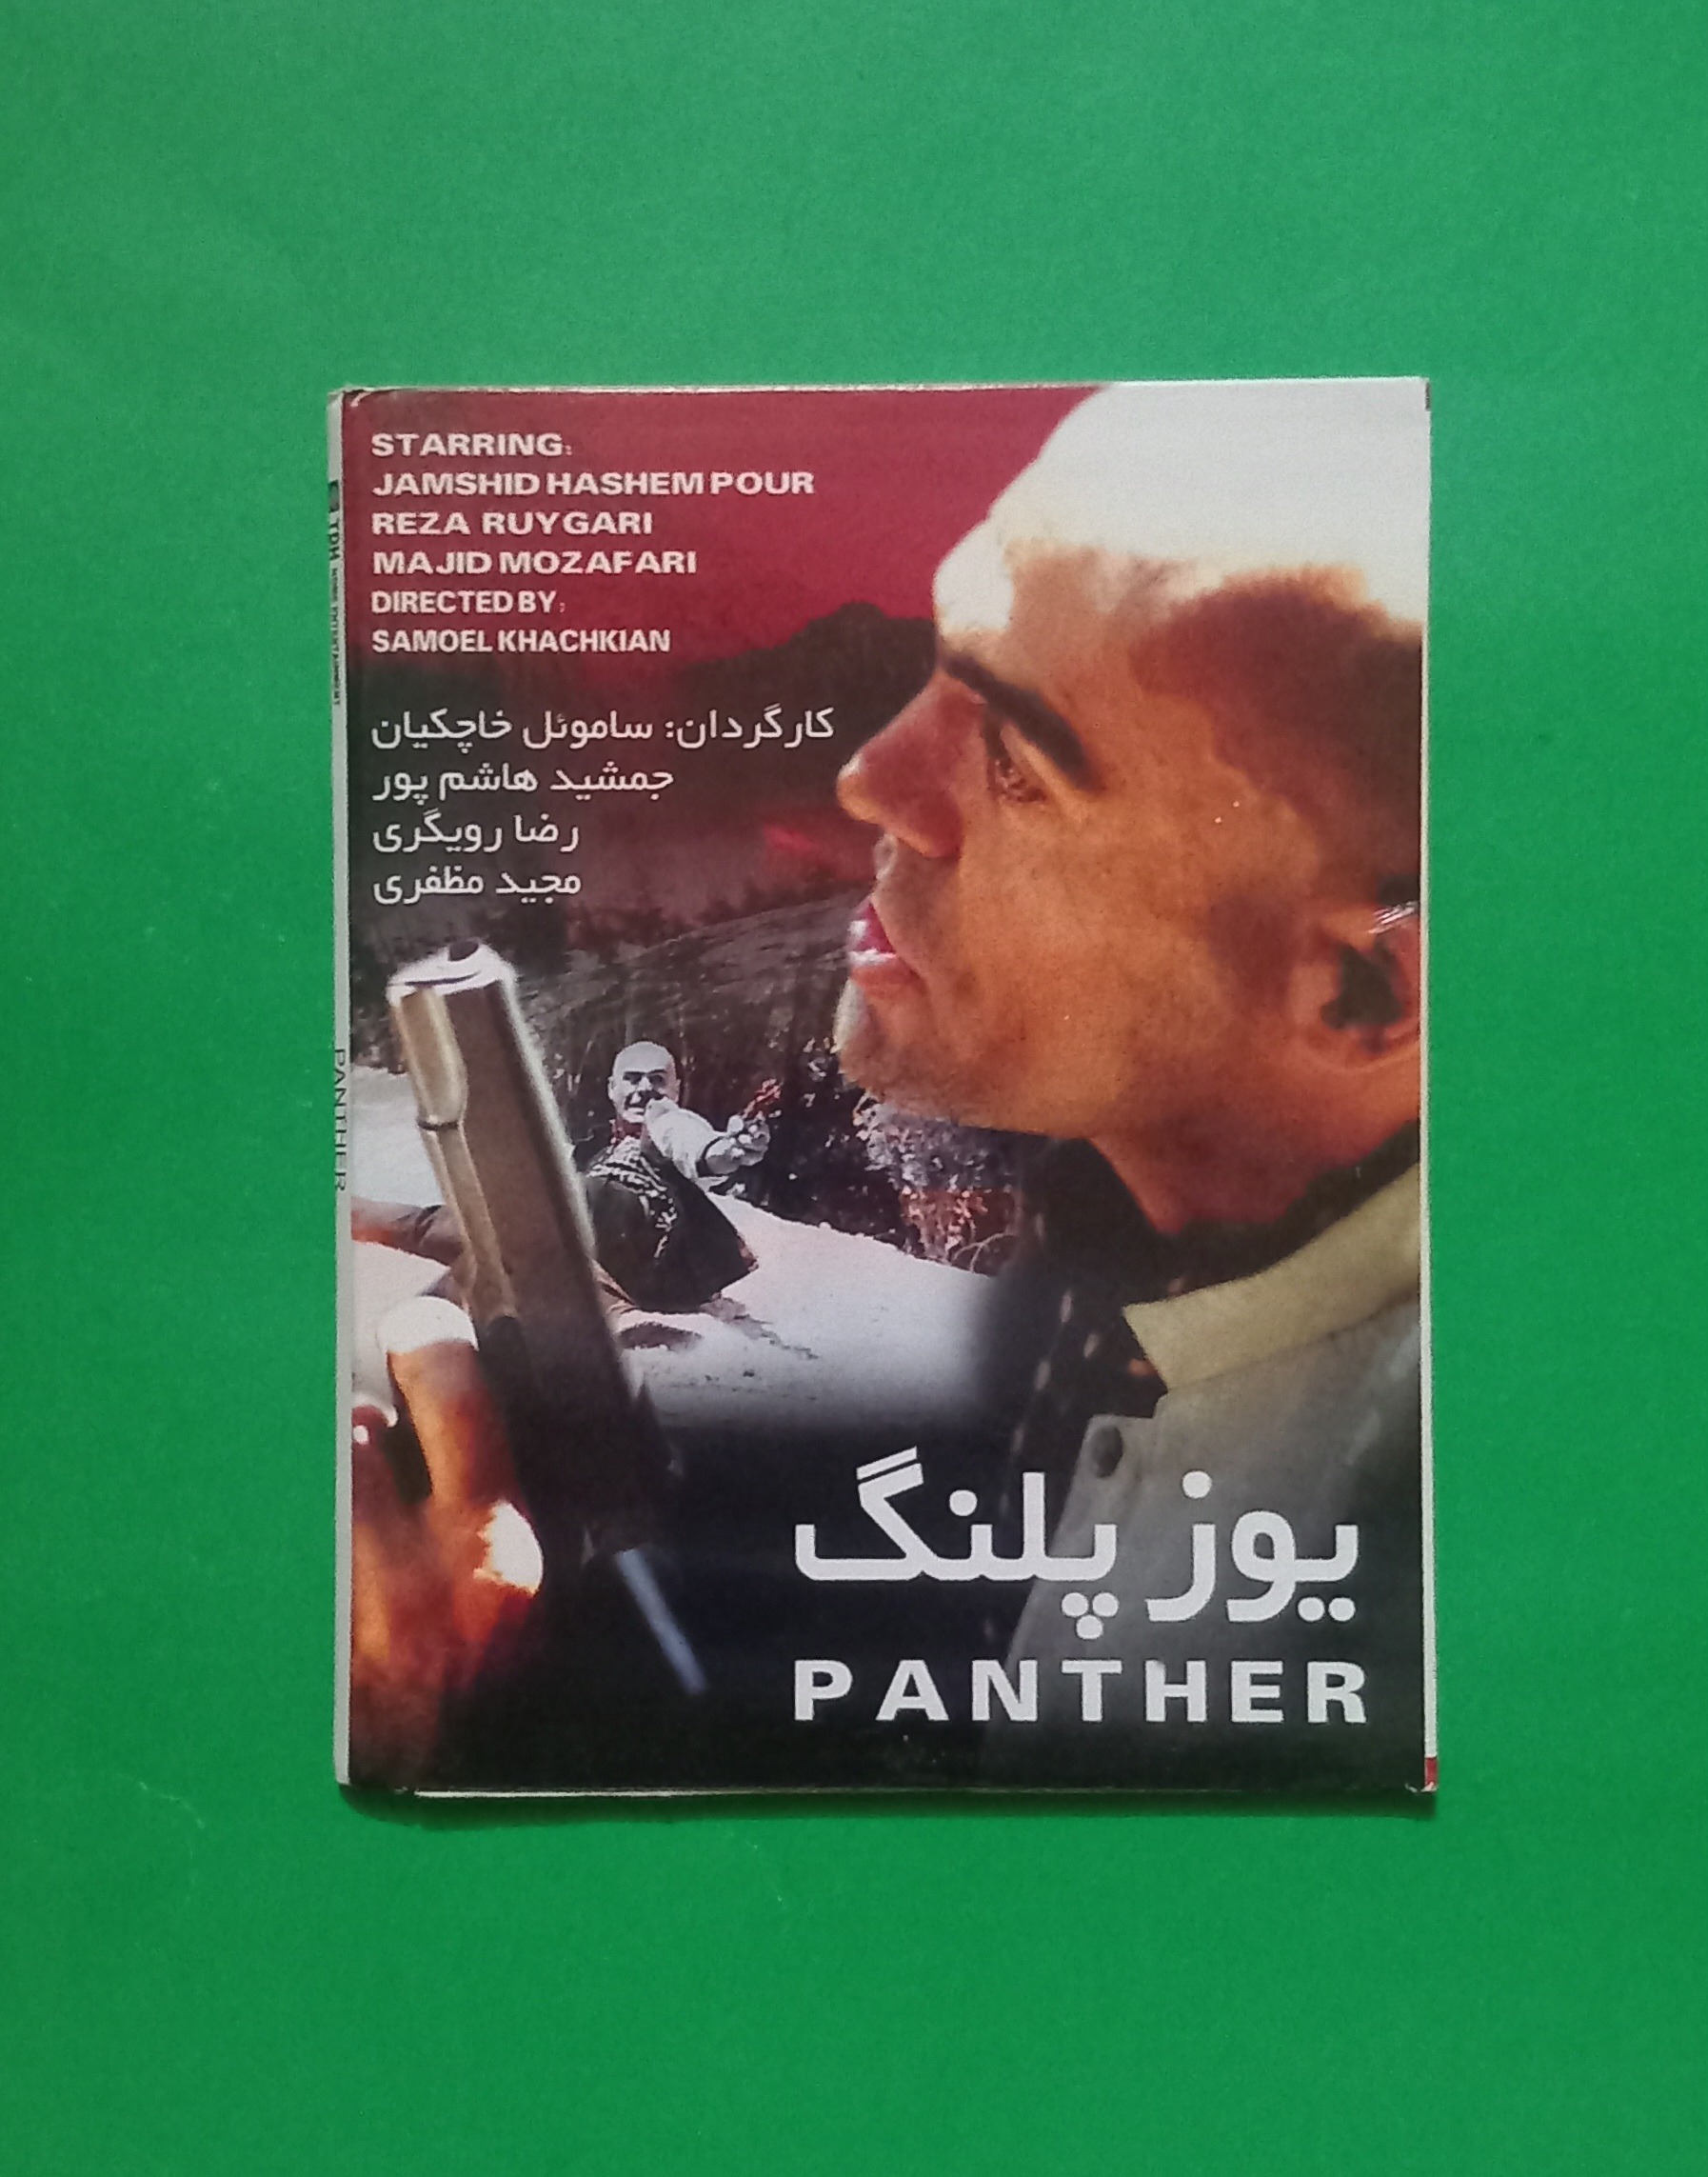 STARRING:
JAMSHID HASHEM POUR
REZA RUYGARI
MAJID MOZAFARI
DIRECTED BY:
SAMOEL KHACHKIAN
کارگردان: ساموئل خاچکیان
جمشید هاشم پور
رضا رویگری
مجید مظفری
یوز پلنگ
PANTHER
PANTHER